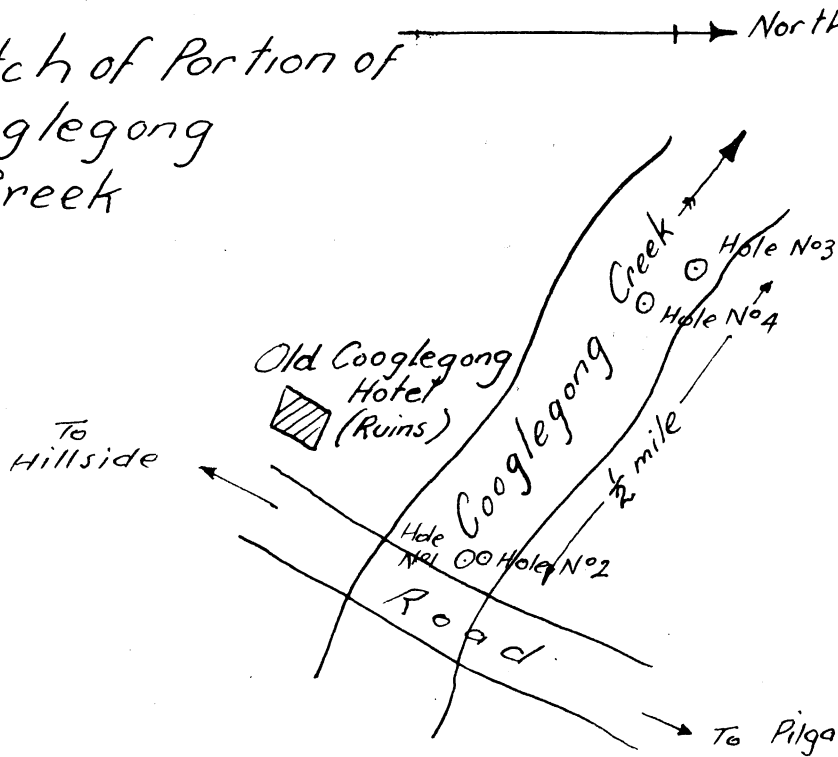 North
tch of Portion of
glegong
Creek
Hole No3
Creek
Hole No4
Old Cooglegong
Hotel
(Ruins)
To
Hillside
Cooglegong
½ mile
Hole
No1
Hole No2
Road
To Pilga